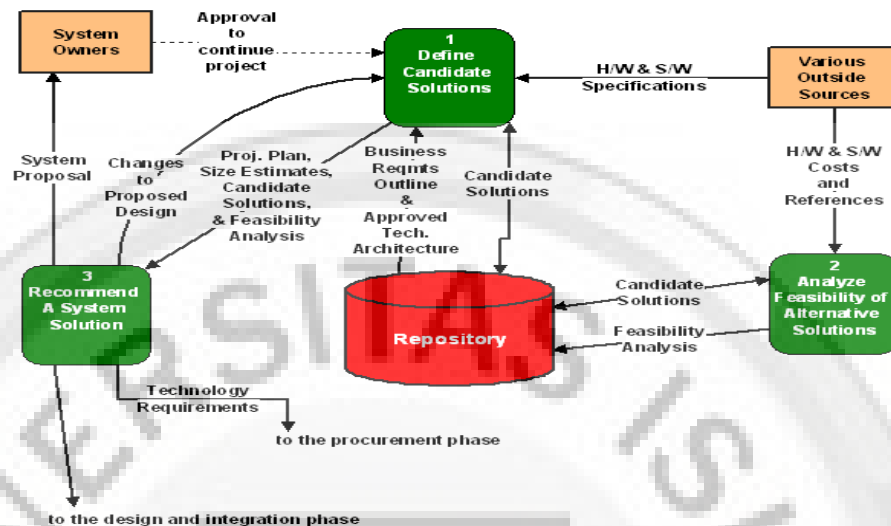 System
Owners
Approval
to
continue
project
1
Define
Candidate
Solutions
H/W & S/W
Specifications
Various
Outside
Sources
System
Proposal
Changes
to
Proposed
Design
Proj. Plan,
Size Estimates,
Candidate
Solutions,
& Feasibility
Analysis
Business
Reqmts
Outline
&
Approved
Tech.
Architecture
Candidate
Solutions
H/W & S/W
Costs
and
References
3
Recommend
A System
Solution
Repository
Candidate
Solutions
Feasibility
Analysis
2
Analyze
Feasibility of
Alternative
Solutions
Technology
Requirements
to the procurement phase
to the design and integration phase